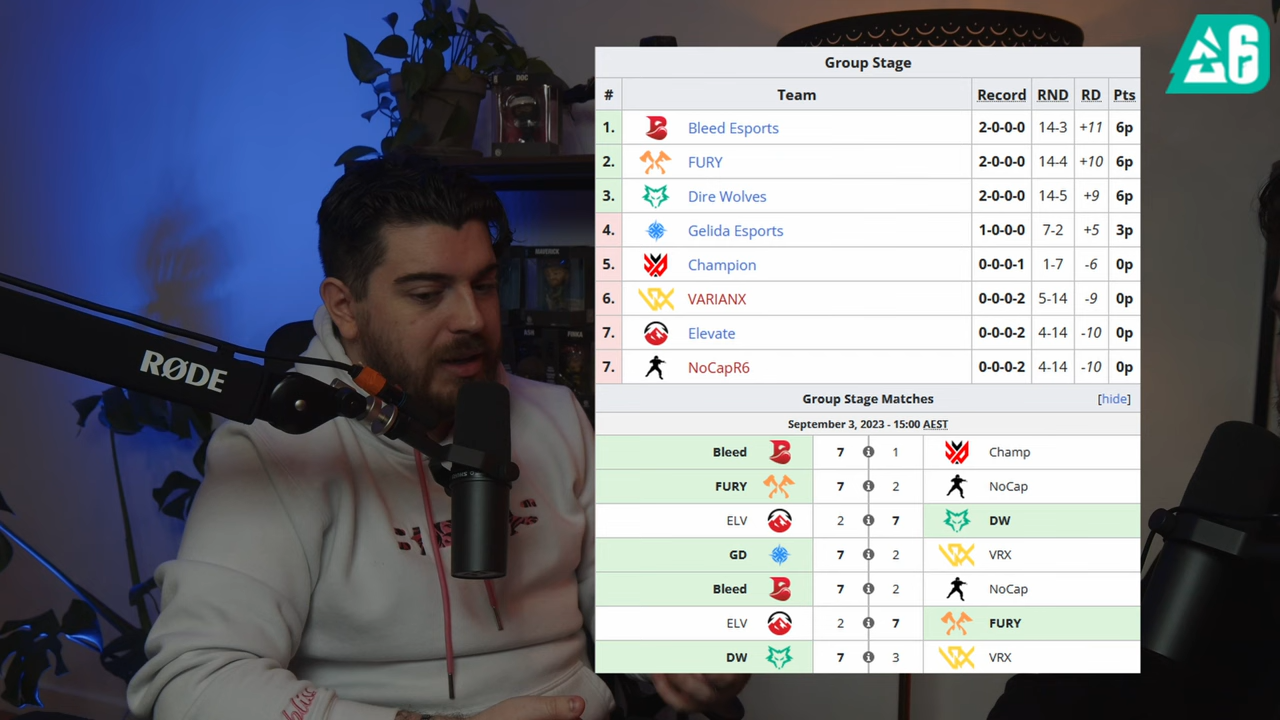 A6
RØDE
Group Stage
# Team Record RND RD Pts
1. Bleed Esports 2-0-0-0 14-3 +11 6p
2. FURY 2-0-0-0 14-4 +10 6p
3. Dire Wolves 2-0-0-0 14-5 +9 6p
4. Gelida Esports 1-0-0-0 7-2 +5 3p
5. Champion 0-0-0-1 1-7 -6 0p
6. VARIANX 0-0-0-2 5-14 -9 0p
7. Elevate 0-0-0-2 4-14 -10 0p
7. NoCapR6 0-0-0-2 4-14 -10 0p
Group Stage Matches [hide]
September 3, 2023 - 15:00 AEST
Bleed 7 1 Champ
FURY 7 2 NoCap
ELV 2 7 DW
GD 7 2 VRX
Bleed 7 2 NoCap
ELV 2 7 FURY
DW 7 3 VRX